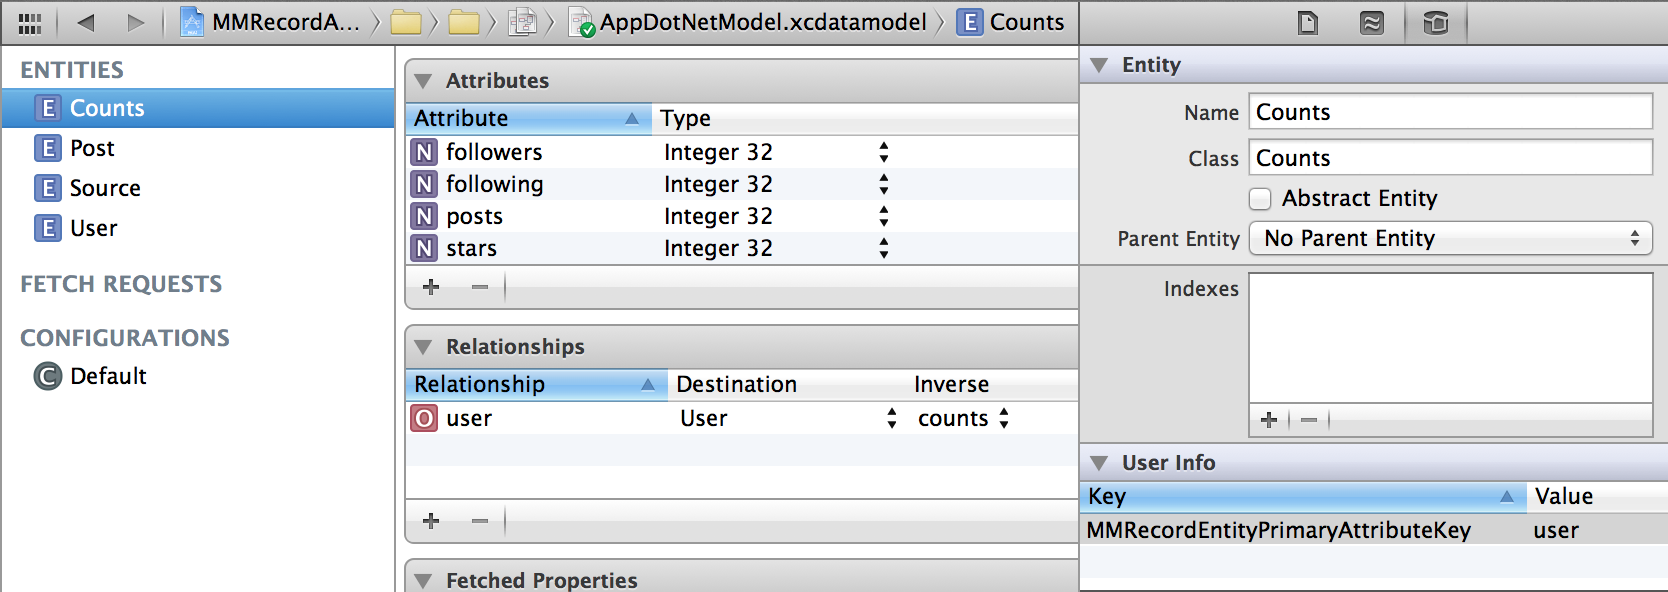 MMRecordA... AppDotNetModel.xcdatamodel E Counts
ENTITIES
E Counts
E Post
E Source
E User
FETCH REQUESTS
CONFIGURATIONS
C Default
Attributes
Attribute Type
N followers Integer 32
N following Integer 32
N posts Integer 32
N stars Integer 32
Relationships
Relationship Destination Inverse
O user User counts
Fetched Properties
Entity
Name Counts
Class Counts
Abstract Entity
Parent Entity No Parent Entity
Indexes
User Info
Key Value
MMRecordEntityPrimaryAttributeKey user